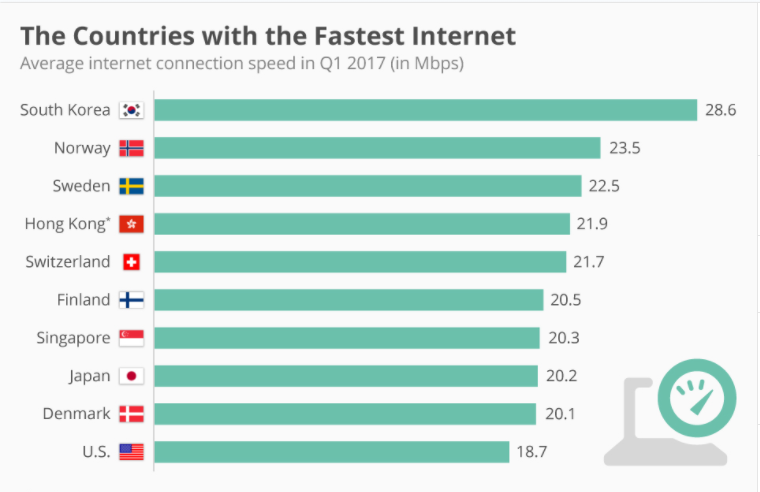 The Countries with the Fastest Internet
Average internet connection speed in Q1 2017 (in Mbps)
South Korea 28.6
Norway 23.5
Sweden 22.5
Hong Kong* 21.9
Switzerland 21.7
Finland 20.5
Singapore 20.3
Japan 20.2
Denmark 20.1
U.S. 18.7